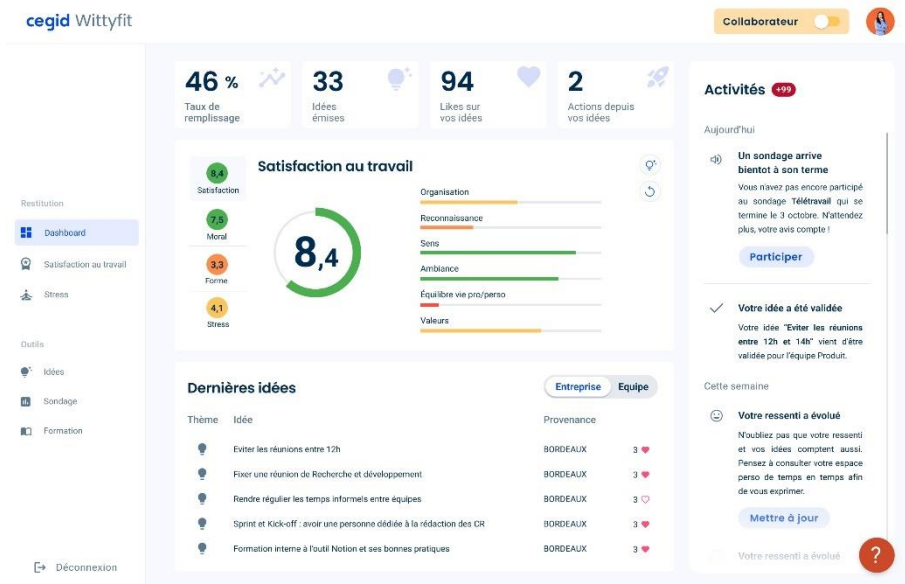 cegid Wittyfit
Collaborateur
Restitution
Dashboard
Satisfaction au travail
Stress
Outils
Idées
Sondage
Formation
Déconnexion
46 %
Taux de
remplissage
33
Idées
émises
94
Likes sur
vos idées
2
Actions depuis
vos idées
8,4
Satisfaction
7,5
Moral
3,3
Forme
4,1
Stress
Satisfaction au travail
8,4
Organisation
Reconnaissance
Sens
Ambiance
Équilibre vie pro/perso
Valeurs
Dernières idées
Entreprise Equipe
Thème Idée Provenance
Eviter les réunions entre 12h BORDEAUX 3
Fixer une réunion de Recherche et développement BORDEAUX 3
Rendre régulier les temps informels entre équipes BORDEAUX 3
Sprint et Kick-off : avoir une personne dédiée à la rédaction des CR BORDEAUX 3
Formation interne à l'outil Notion et ses bonnes pratiques BORDEAUX 3
Activités +99
Aujourd'hui
Un sondage arrive
bientot à son terme
Vous n'avez pas encore participé
au sondage Télétravail qui se
termine le 3 octobre. N'attendez
plus, votre avis compte !
Participer
Votre idée a été validée
Votre idée "Eviter les réunions
entre 12h et 14h" vient d'être
validée pour l'équipe Produit.
Cette semaine
Votre ressenti a évolué
N'oubliez pas que votre ressenti
et vos idées comptent aussi.
Pensez à consulter votre espace
perso de temps en temps afin
de vous exprimer.
Mettre à jour
Votre ressenti a évolué
?